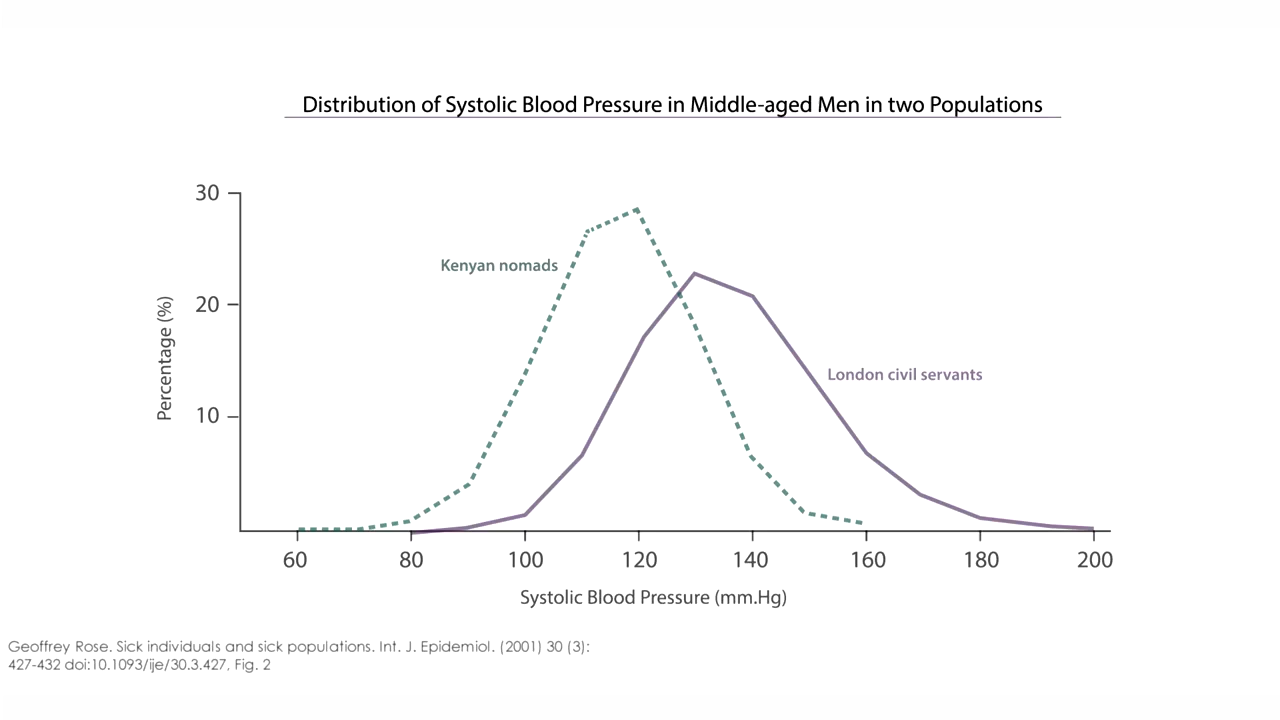 Distribution of Systolic Blood Pressure in Middle-aged Men in two Populations
30
20
10
Percentage (%)
Kenyan nomads
London civil servants
60 80 100 120 140 160 180 200
Systolic Blood Pressure (mm.Hg)
Geoffrey Rose. Sick individuals and sick populations. Int. J. Epidemiol. (2001) 30 (3):
427-432 doi:10.1093/ije/30.3.427, Fig. 2